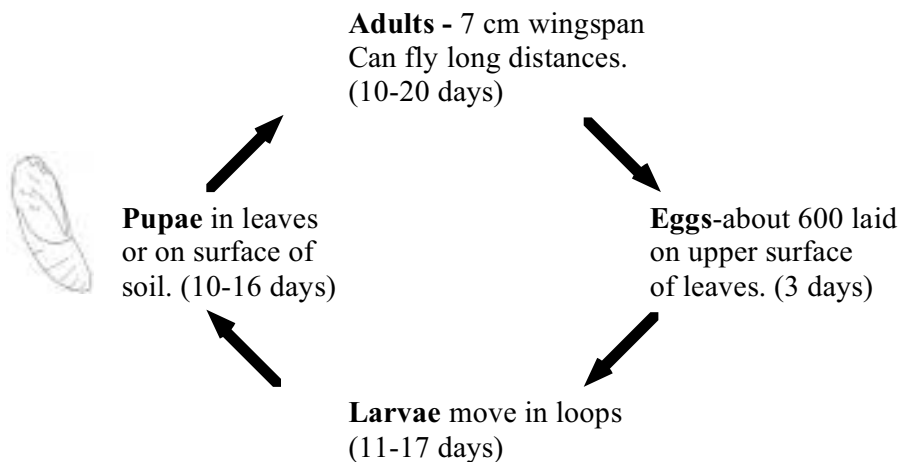 Adults - 7 cm wingspan
Can fly long distances.
(10-20 days)
Pupae in leaves
or on surface of
soil. (10-16 days)
Eggs-about 600 laid
on upper surface
of leaves. (3 days)
Larvae move in loops
(11-17 days)